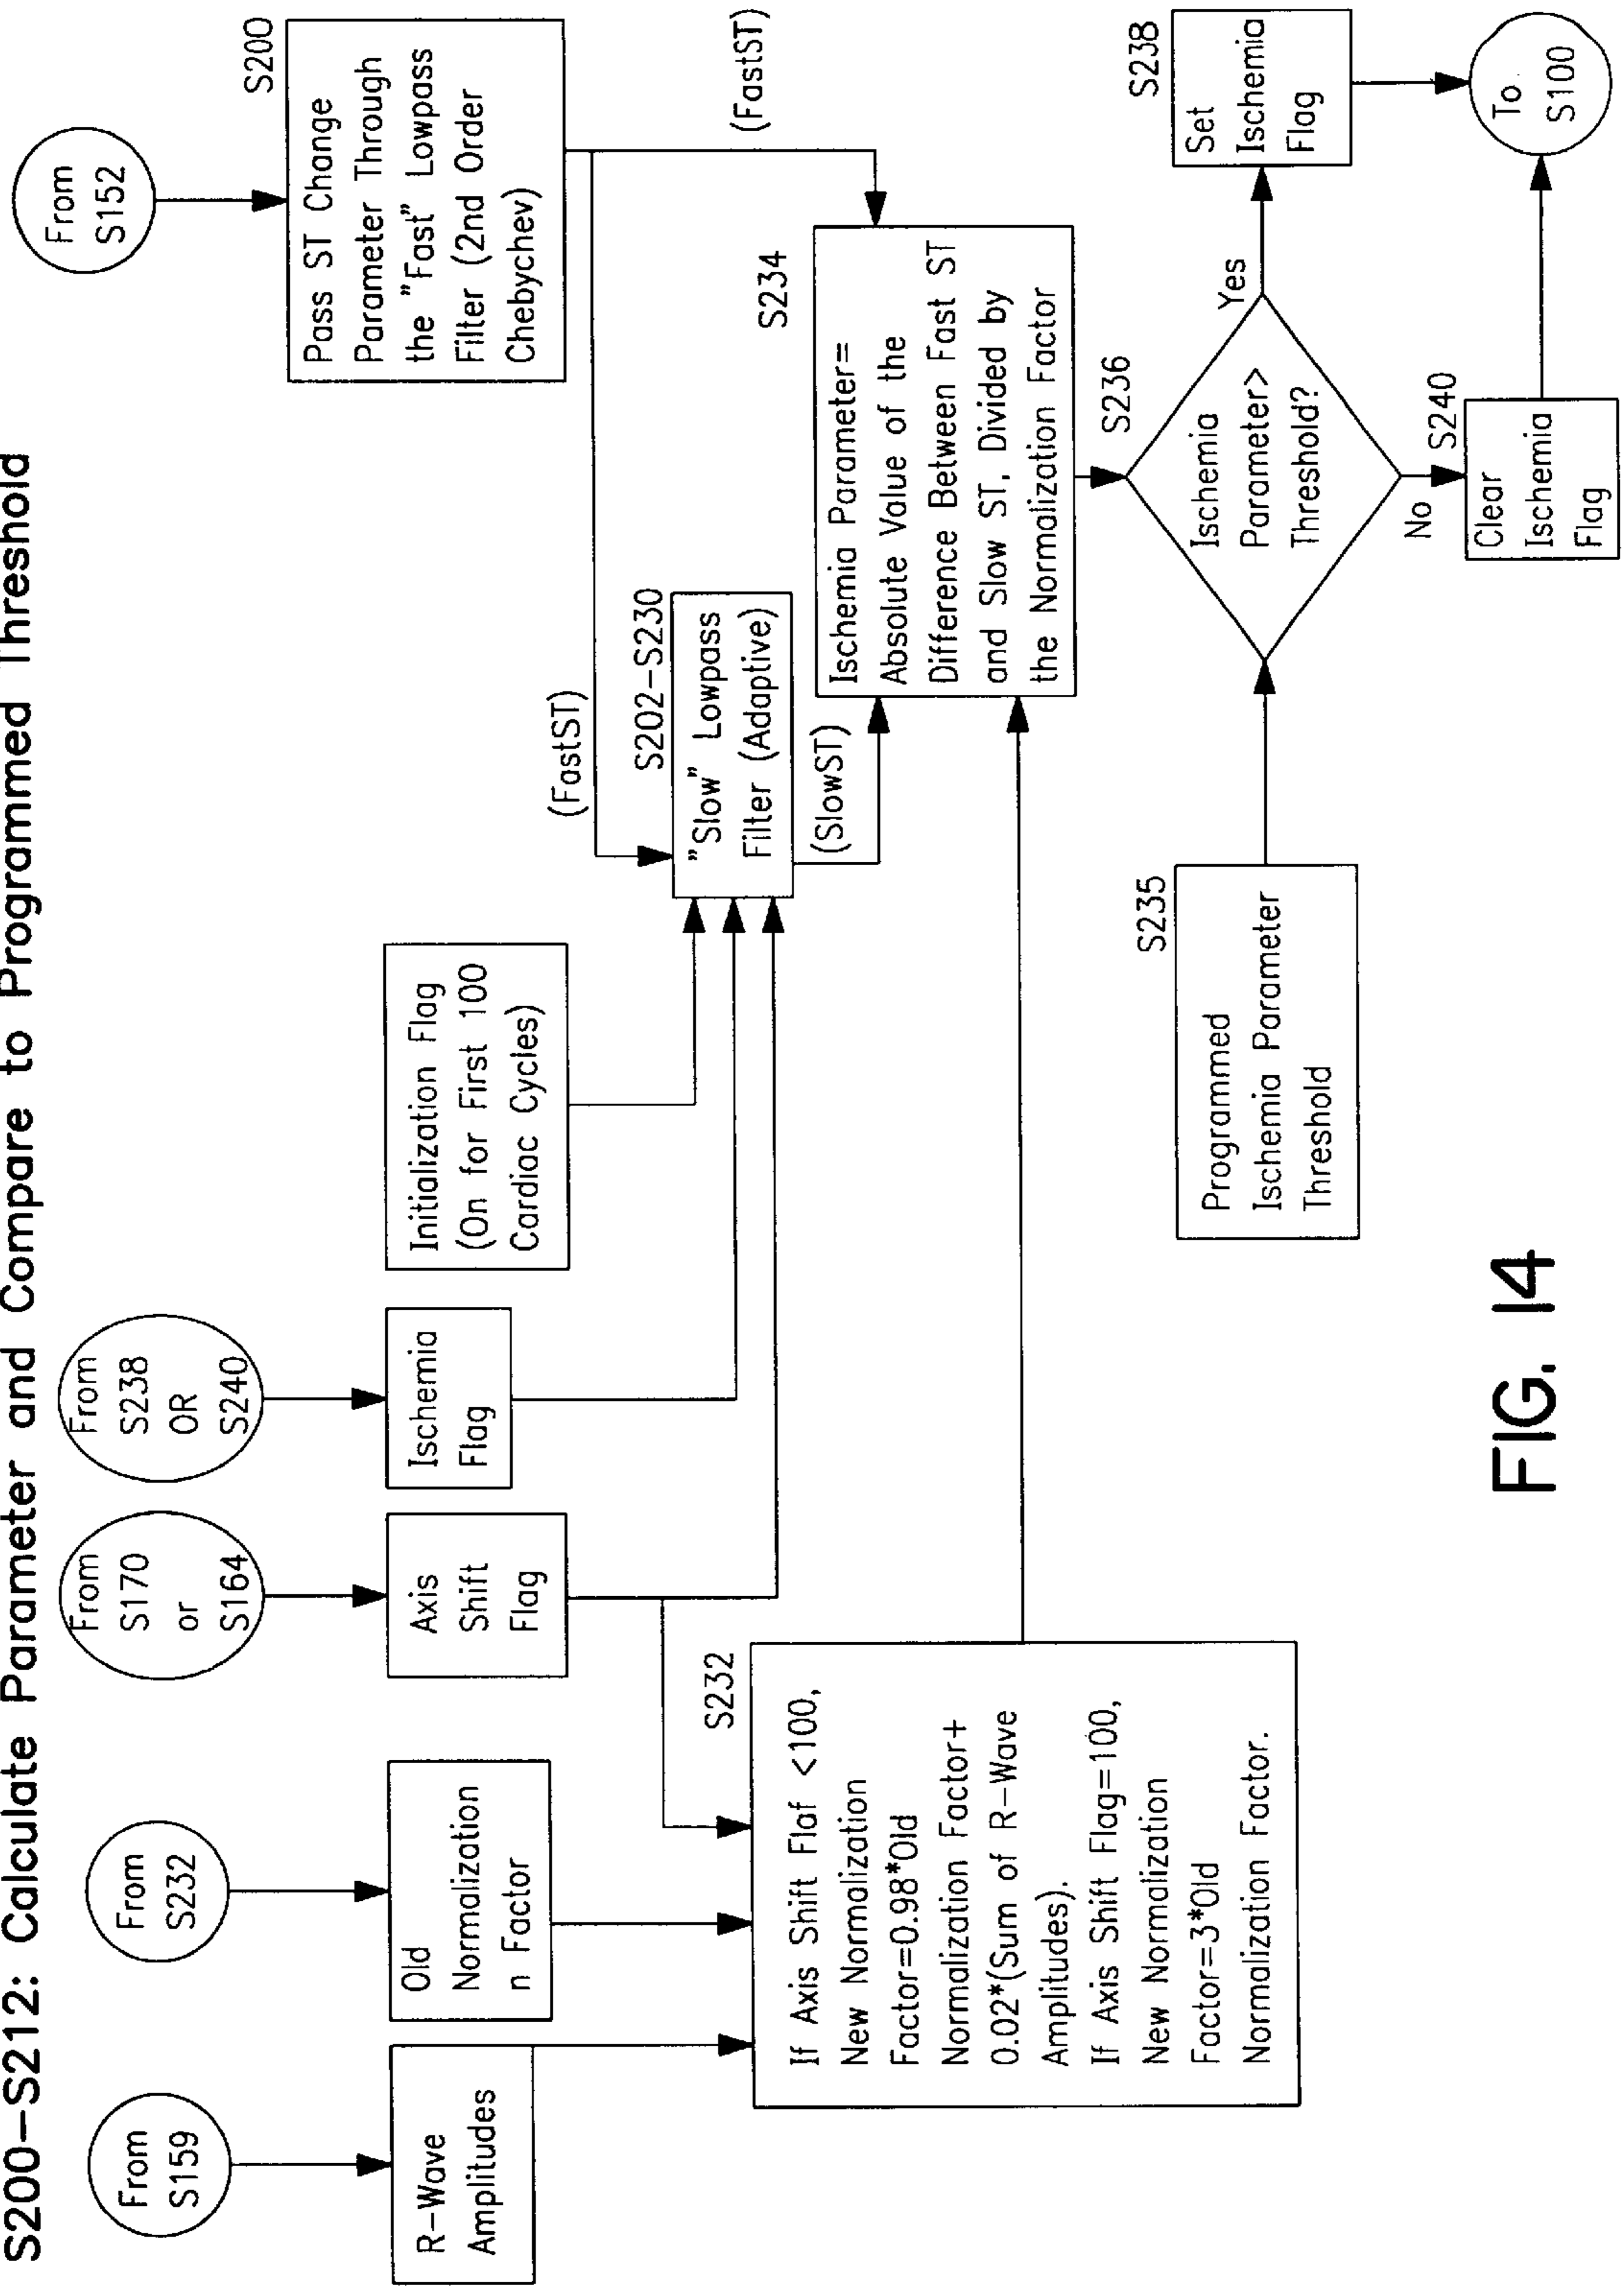 S200-S212: Calculate Parameter and Compare to Programmed Threshold
From
S159
From
S232
From
S170
or
S164
From
S238
OR
S240
From
S152
R-Wave
Amplitudes
Old
Normalization
n Factor
Axis
Shift
Flag
Ischemia
Flag
Initialization Flag
(On for First 100
Cardiac Cycles)
S200
Pass ST Change
Parameter Through
the "Fast" Lowpass
Filter (2nd Order
Chebychev)
(FastST)
(FastST)
S202-S230
"Slow" Lowpass
Filter (Adaptive)
(SlowST)
S232
If Axis Shift Flaf <100,
New Normalization
Factor=0.98*Old
Normalization Factor+
0.02*(Sum of R-Wave
Amplitudes).
If Axis Shift Flag=100,
New Normalization
Factor=3*Old
Normalization Factor.
S234
Ischemia Parameter=
Absolute Value of the
Difference Between Fast ST
and Slow ST, Divided by
the Normalization Factor
S235
Programmed
Ischemia Parameter
Threshold
S236
Ischemia
Parameter>
Threshold?
Yes
No
S238
Set
Ischemia
Flag
S240
Clear
Ischemia
Flag
To
S100
FIG. 14